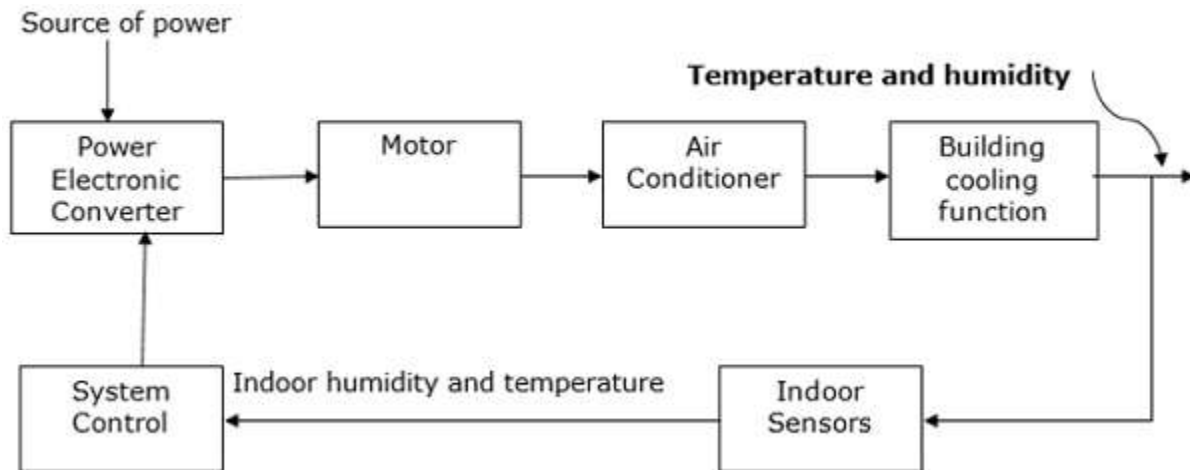 Source of power
Temperature and humidity
Power
Electronic
Converter
Motor
Air
Conditioner
Building
cooling
function
System
Control
Indoor humidity and temperature
Indoor
Sensors